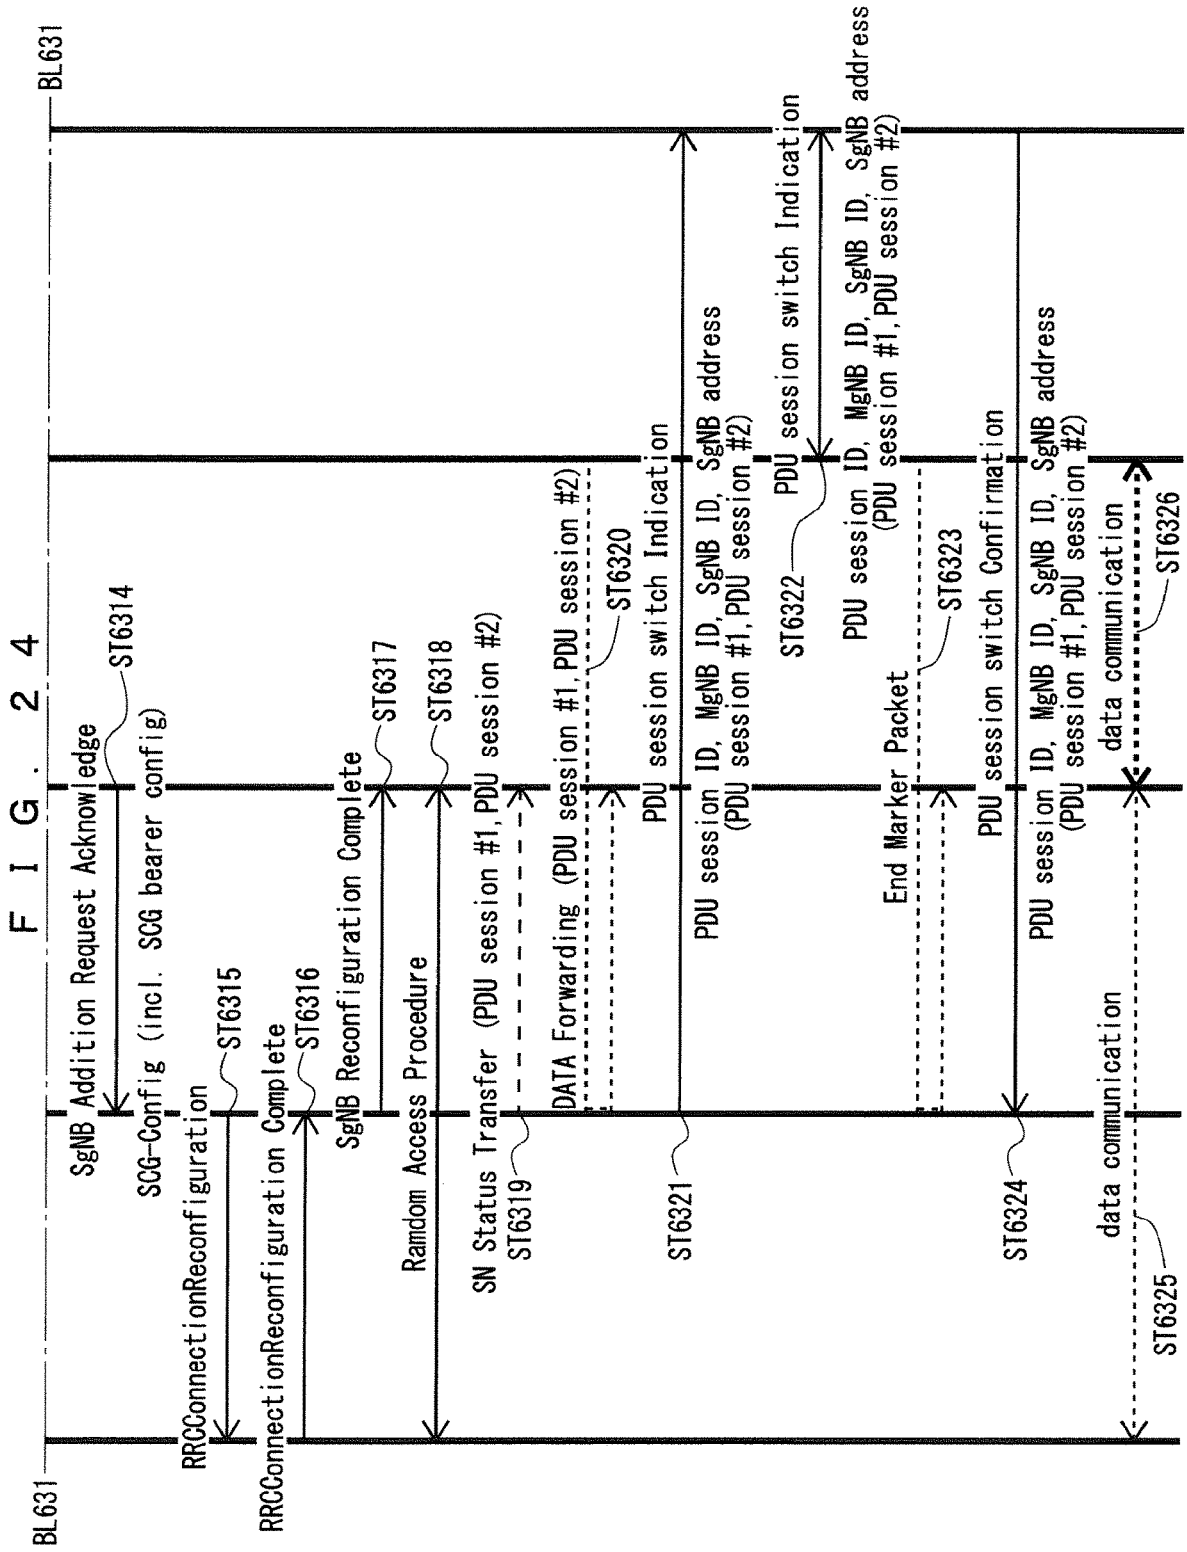 FIG. 24
BL631
BL631
SgNB Addition Request Acknowledge
ST6314
SCG-Config (incl. SCG bearer config)
RRCConnectionReconfiguration
ST6315
RRCConnectionReconfiguration Complete
ST6316
SgNB Reconfiguration Complete
ST6317
Ramdom Access Procedure
ST6318
SN Status Transfer (PDU session #1, PDU session #2)
ST6319
DATA Forwarding (PDU session #1, PDU session #2)
ST6320
PDU session switch Indication
ST6321
PDU session ID, MgNB ID, SgNB ID, SgNB address
(PDU session #1, PDU session #2)
PDU session switch Indication
ST6322
PDU session ID, MgNB ID, SgNB ID, SgNB address
(PDU session #1, PDU session #2)
End Marker Packet
ST6323
PDU session switch Confirmation
ST6324
PDU session ID, MgNB ID, SgNB ID, SgNB address
(PDU session #1, PDU session #2)
data communication
ST6325
data communication
ST6326